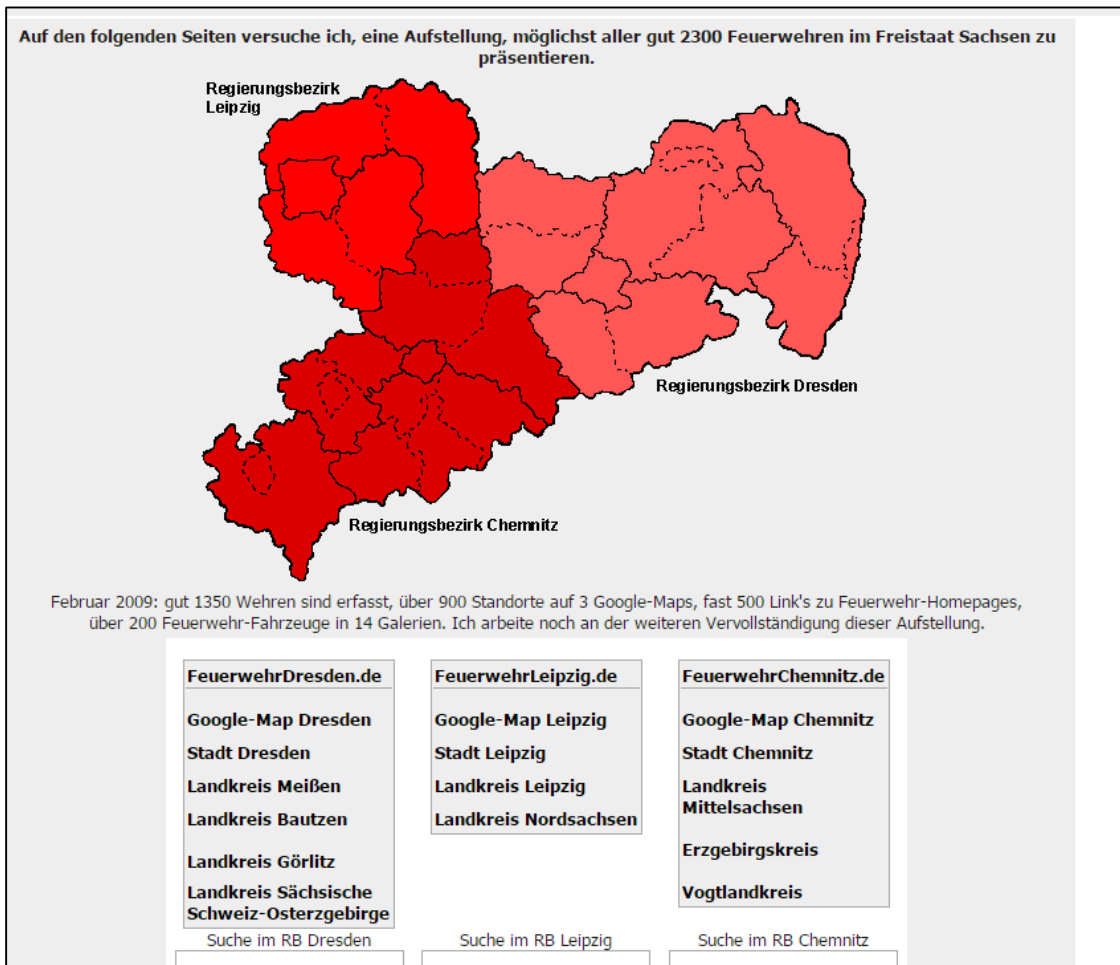 Auf den folgenden Seiten versuche ich, eine Aufstellung, möglichst aller gut 2300 Feuerwehren im Freistaat Sachsen zu
präsentieren.
Regierungsbezirk
Leipzig
Regierungsbezirk Dresden
Regierungsbezirk Chemnitz
Februar 2009: gut 1350 Wehren sind erfasst, über 900 Standorte auf 3 Google-Maps, fast 500 Link's zu Feuerwehr-Homepages,
über 200 Feuerwehr-Fahrzeuge in 14 Galerien. Ich arbeite noch an der weiteren Vervollständigung dieser Aufstellung.
FeuerwehrDresden.de
Google-Map Dresden
Stadt Dresden
Landkreis Meißen
Landkreis Bautzen
Landkreis Görlitz
Landkreis Sächsische
Schweiz-Osterzgebirge
Suche im RB Dresden
FeuerwehrLeipzig.de
Google-Map Leipzig
Stadt Leipzig
Landkreis Leipzig
Landkreis Nordsachsen
Suche im RB Leipzig
FeuerwehrChemnitz.de
Google-Map Chemnitz
Stadt Chemnitz
Landkreis
Mittelsachsen
Erzgebirgskreis
Vogtlandkreis
Suche im RB Chemnitz